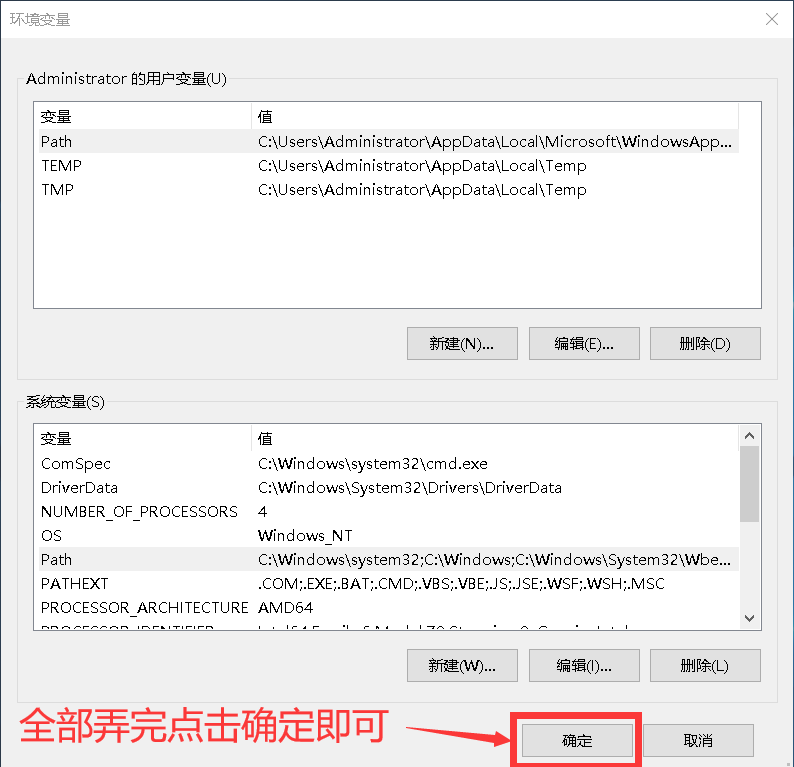 环境变量
Administrator 的用户变量(U)
变量 值
Path C:\Users\Administrator\AppData\Local\Microsoft\WindowsApp...
TEMP C:\Users\Administrator\AppData\Local\Temp
TMP C:\Users\Administrator\AppData\Local\Temp
新建(N)... 编辑(E)... 删除(D)
系统变量(S)
变量 值
ComSpec C:\Windows\system32\cmd.exe
DriverData C:\Windows\System32\Drivers\DriverData
NUMBER_OF_PROCESSORS 4
OS Windows_NT
Path C:\Windows\system32;C:\Windows;C:\Windows\System32\Wbe...
PATHEXT .COM;.EXE;.BAT;.CMD;.VBS;.VBE;.JS;.JSE;.WSF;.WSH;.MSC
PROCESSOR_ARCHITECTURE AMD64
PROCESSOR_IDENTIFIER
新建(W)... 编辑(I)... 删除(L)
全部弄完点击确定即可
确定 取消